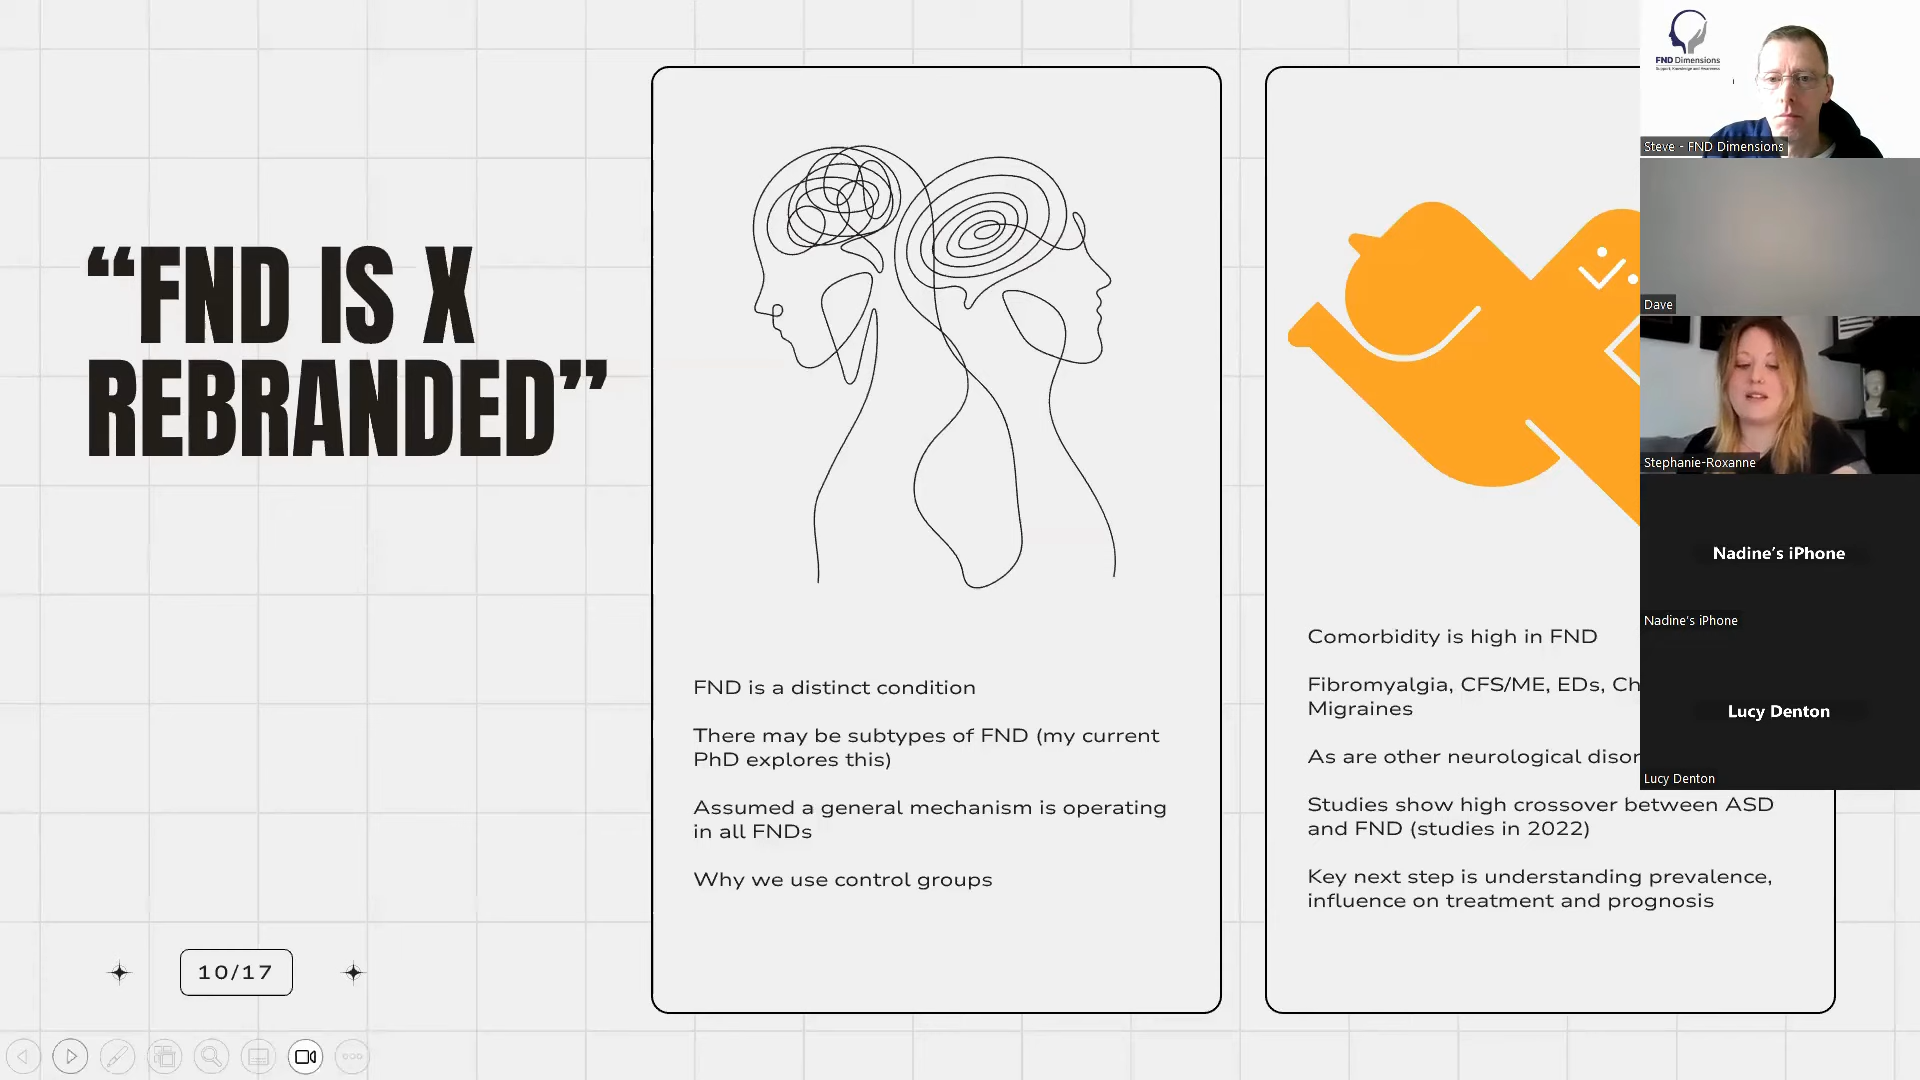 “FND IS X
REBRANDED”
10/17
FND is a distinct condition
There may be subtypes of FND (my current
PhD explores this)
Assumed a general mechanism is operating
in all FNDs
Why we use control groups
Comorbidity is high in FND
Fibromyalgia, CFS/ME, EDs, Ch
Migraines
As are other neurological disor
Studies show high crossover between ASD
and FND (studies in 2022)
Key next step is understanding prevalence,
influence on treatment and prognosis
FND Dimensions
Support, Knowledge and Awareness
Steve - FND Dimensions
Dave
Stephanie-Roxanne
Nadine’s iPhone
Nadine's iPhone
Lucy Denton
Lucy Denton